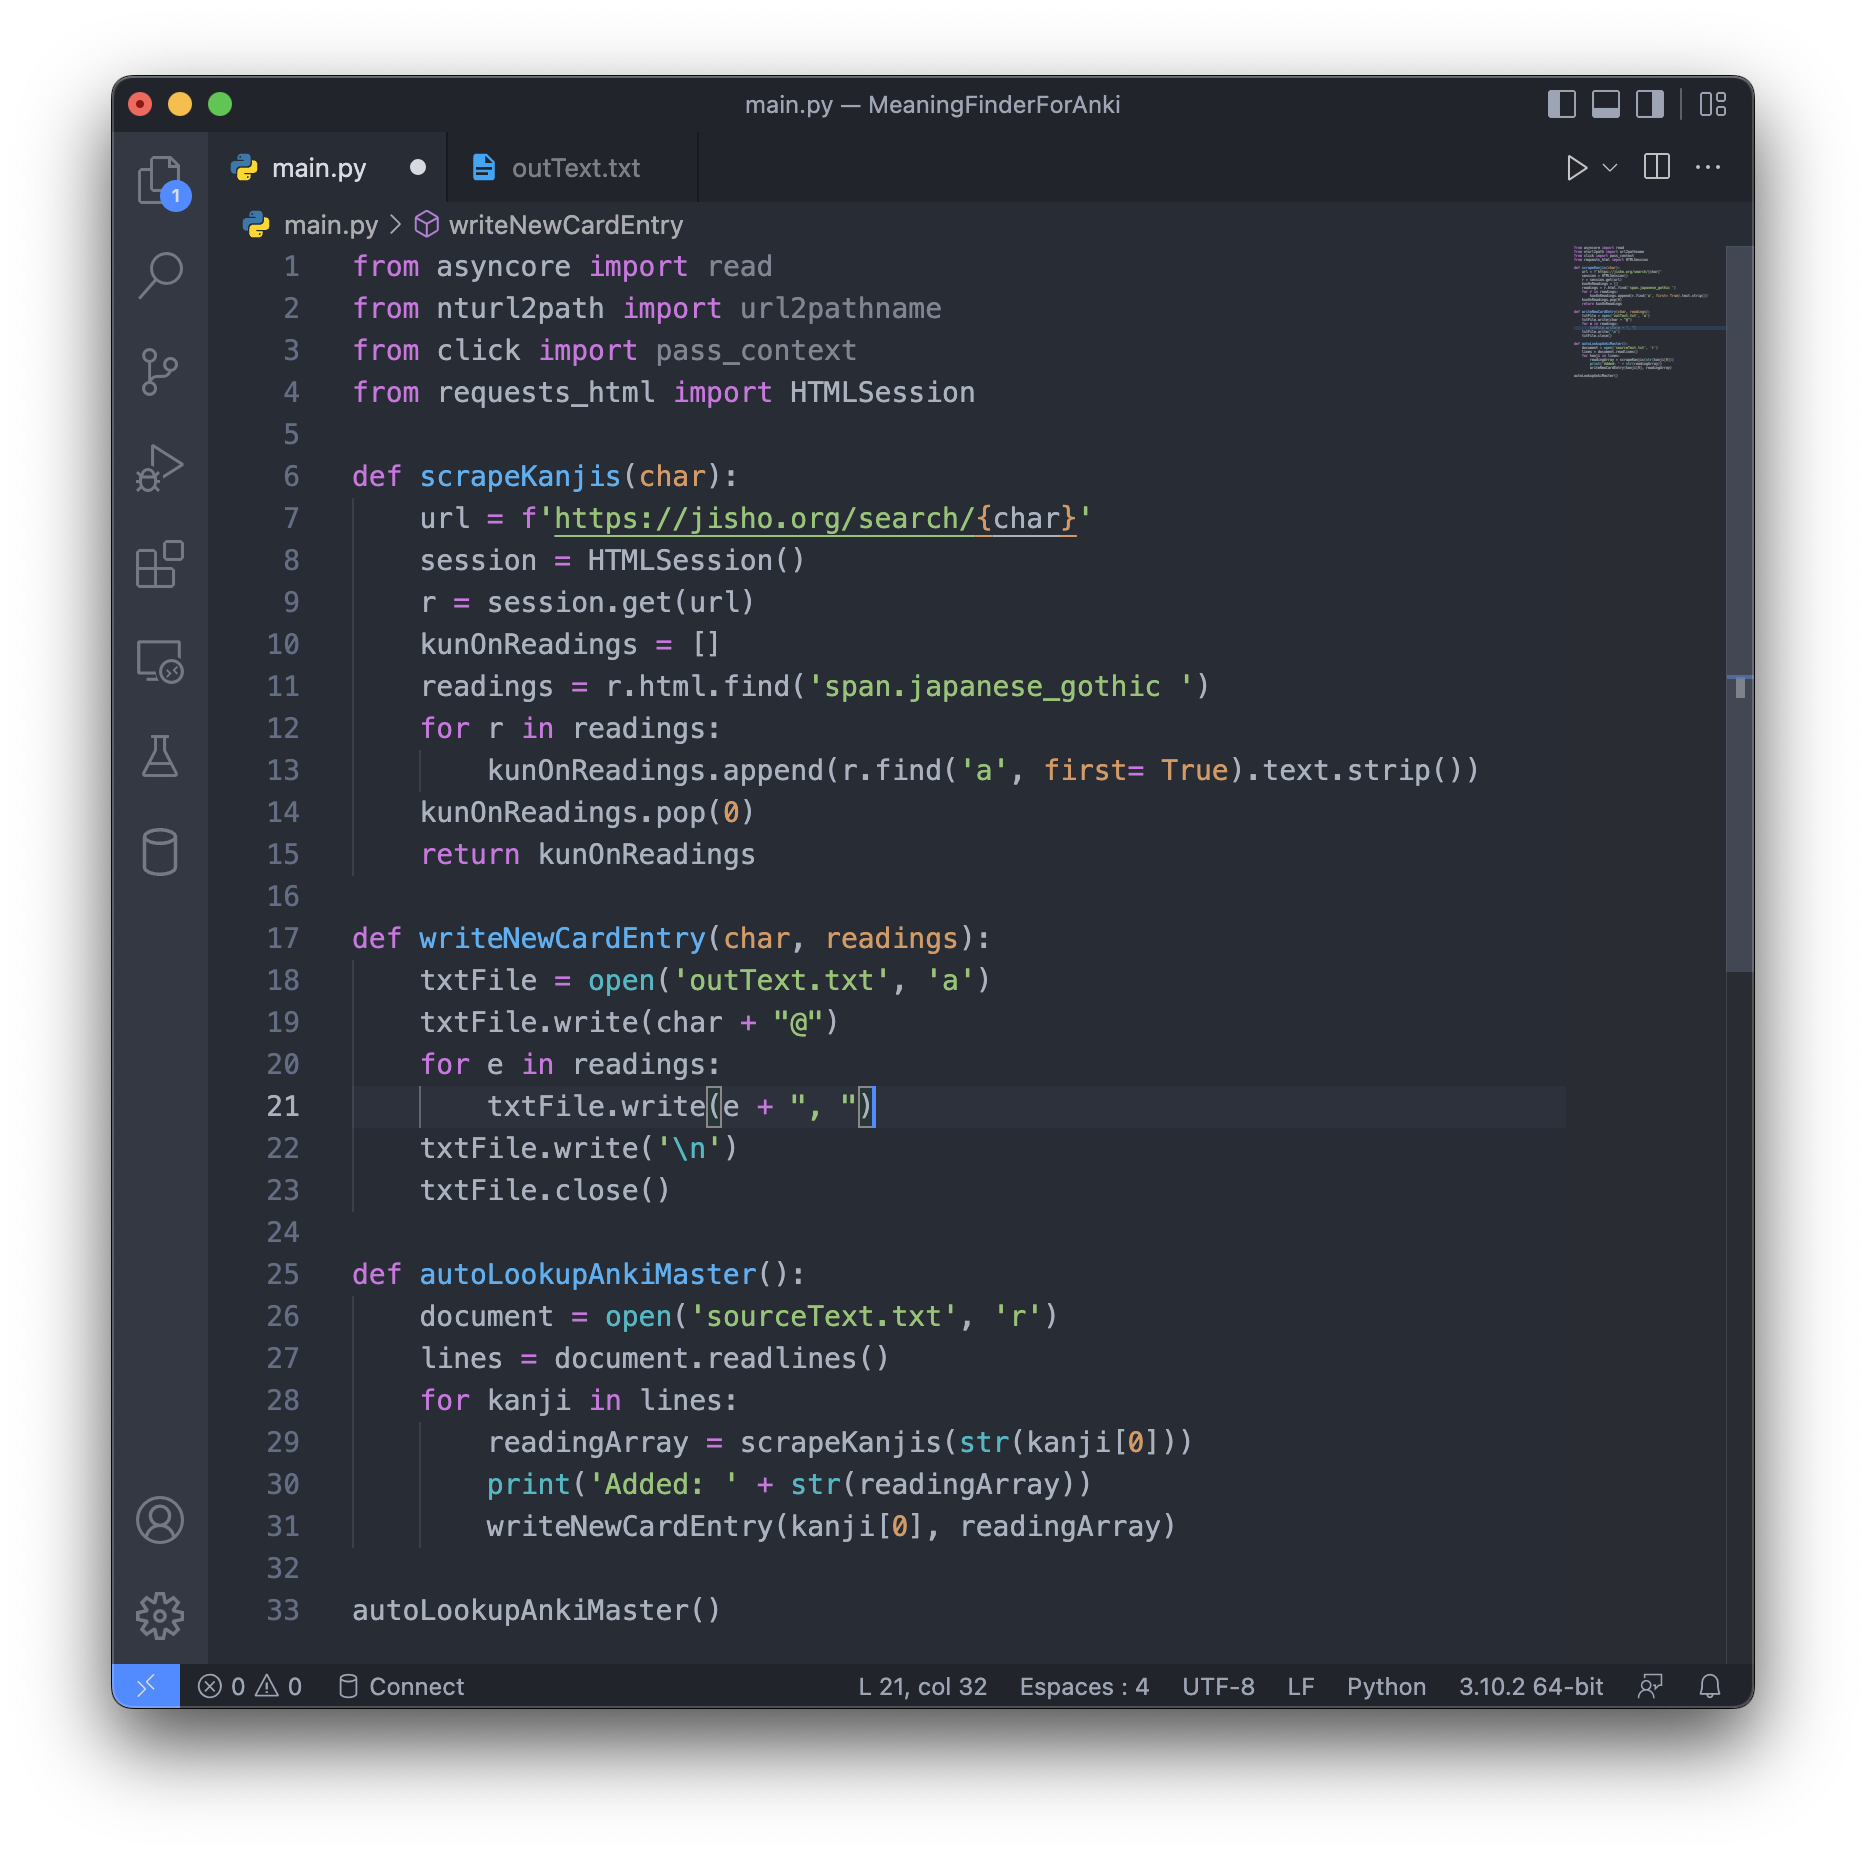 main.py — MeaningFinderForAnki
1
main.py
outText.txt
main.py > writeNewCardEntry
1 from asyncore import read
2 from nturl2path import url2pathname
3 from click import pass_context
4 from requests_html import HTMLSession
5
6 def scrapeKanjis(char):
7     url = f'https://jisho.org/search/{char}'
8     session = HTMLSession()
9     r = session.get(url)
10     kunOnReadings = []
11     readings = r.html.find('span.japanese_gothic ')
12     for r in readings:
13         kunOnReadings.append(r.find('a', first= True).text.strip())
14     kunOnReadings.pop(0)
15     return kunOnReadings
16
17 def writeNewCardEntry(char, readings):
18     txtFile = open('outText.txt', 'a')
19     txtFile.write(char + "@")
20     for e in readings:
21         txtFile.write(e + ", ")
22     txtFile.write('\n')
23     txtFile.close()
24
25 def autoLookupAnkiMaster():
26     document = open('sourceText.txt', 'r')
27     lines = document.readlines()
28     for kanji in lines:
29         readingArray = scrapeKanjis(str(kanji[0]))
30         print('Added: ' + str(readingArray))
31         writeNewCardEntry(kanji[0], readingArray)
32
33 autoLookupAnkiMaster()
0 0 Connect L 21, col 32 Espaces : 4 UTF-8 LF Python 3.10.2 64-bit